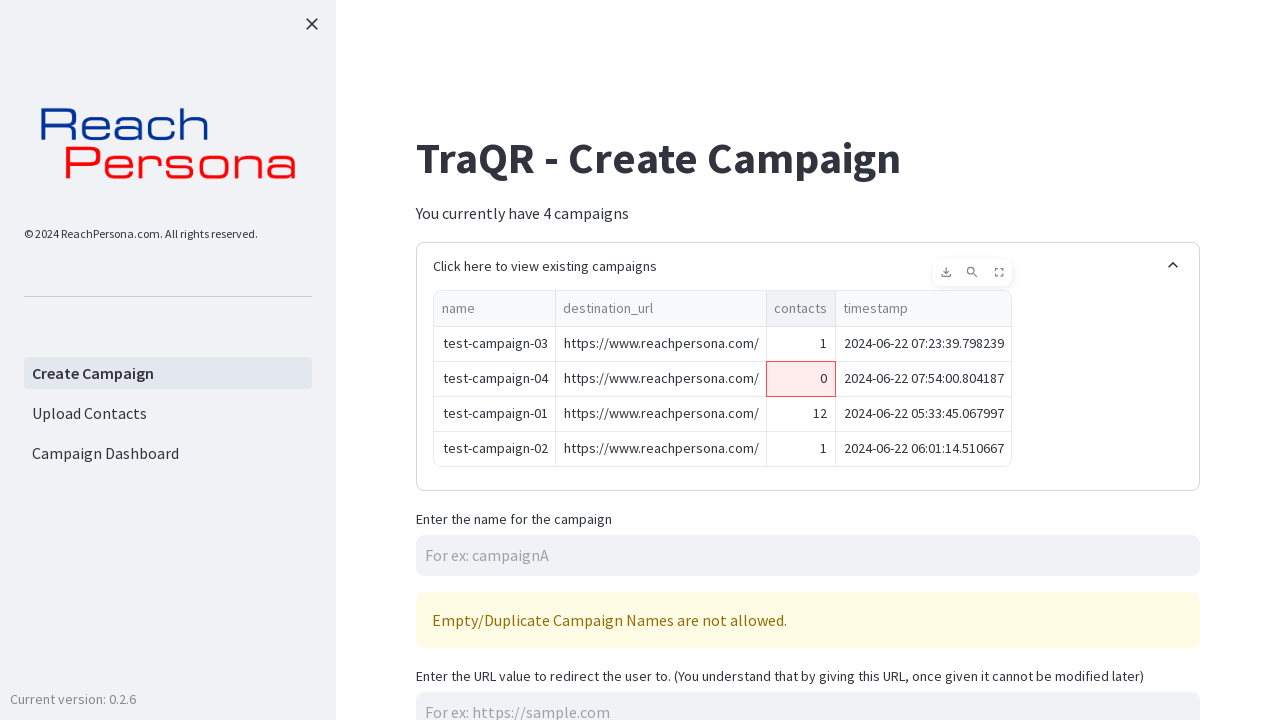 Reach
Persona
© 2024 ReachPersona.com. All rights reserved.
Create Campaign
Upload Contacts
Campaign Dashboard
Current version: 0.2.6
TraQR - Create Campaign
You currently have 4 campaigns
Click here to view existing campaigns
name destination_url contacts timestamp
test-campaign-03 https://www.reachpersona.com/ 1 2024-06-22 07:23:39.798239
test-campaign-04 https://www.reachpersona.com/ 0 2024-06-22 07:54:00.804187
test-campaign-01 https://www.reachpersona.com/ 12 2024-06-22 05:33:45.067997
test-campaign-02 https://www.reachpersona.com/ 1 2024-06-22 06:01:14.510667
Enter the name for the campaign
For ex: campaignA
Empty/Duplicate Campaign Names are not allowed.
Enter the URL value to redirect the user to. (You understand that by giving this URL, once given it cannot be modified later)
For ex: https://sample.com